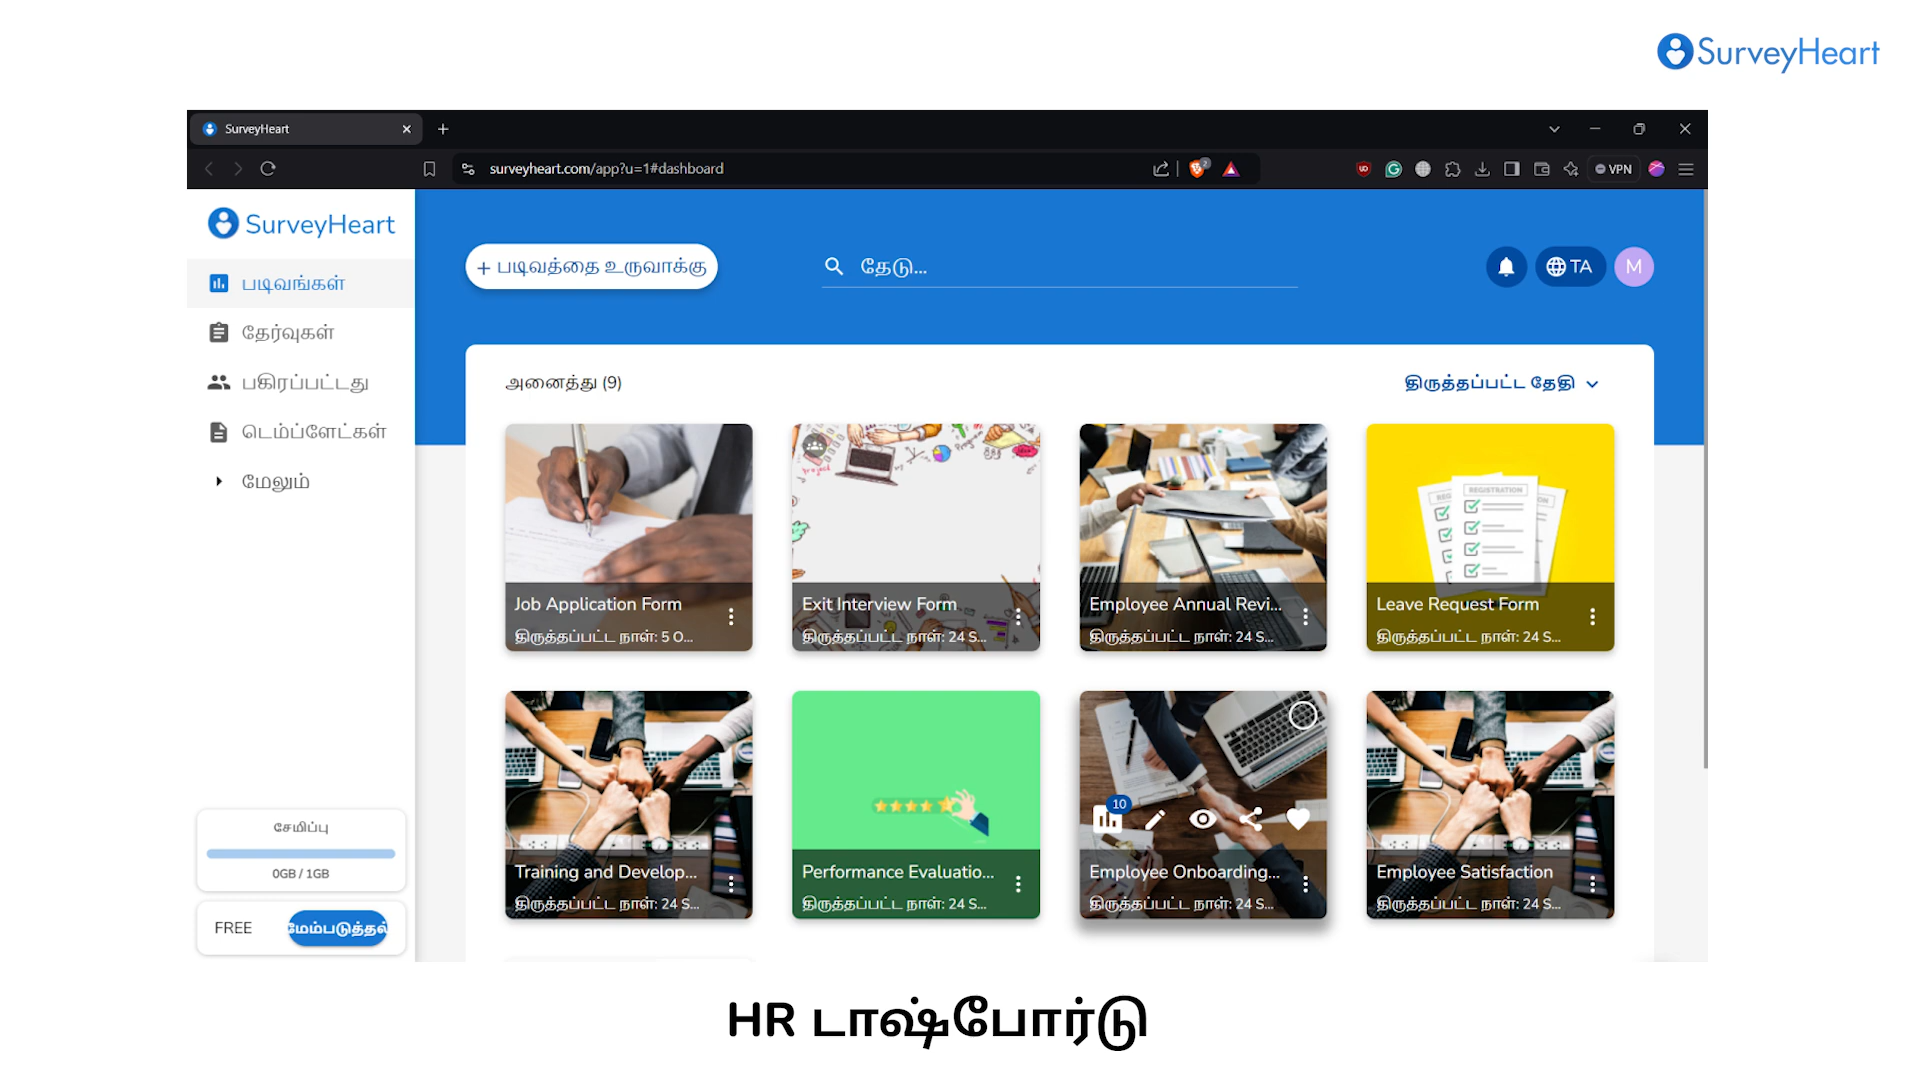 SurveyHeart
SurveyHeart
surveyheart.com/app?u=1#dashboard
VPN
SurveyHeart
+ படிவத்தை உருவாக்கு
தேடு...
TA
M
படிவங்கள்
தேர்வுகள்
பகிரப்பட்டது
டெம்ப்ளேட்கள்
மேலும்
அனைத்து (9)
திருத்தப்பட்ட தேதி
REGISTRATION
Job Application Form
திருத்தப்பட்ட நாள்: 5 O...
Exit Interview Form
திருத்தப்பட்ட நாள்: 24 S...
Employee Annual Revi...
திருத்தப்பட்ட நாள்: 24 S...
Leave Request Form
திருத்தப்பட்ட நாள்: 24 S...
Training and Develop...
திருத்தப்பட்ட நாள்: 24 S...
Performance Evaluatio...
திருத்தப்பட்ட நாள்: 24 S...
10
Employee Onboarding...
திருத்தப்பட்ட நாள்: 24 S...
Employee Satisfaction
திருத்தப்பட்ட நாள்: 24 S...
சேமிப்பு
0GB / 1GB
FREE
மேம்படுத்தல்
HR டாஷ்போர்டு